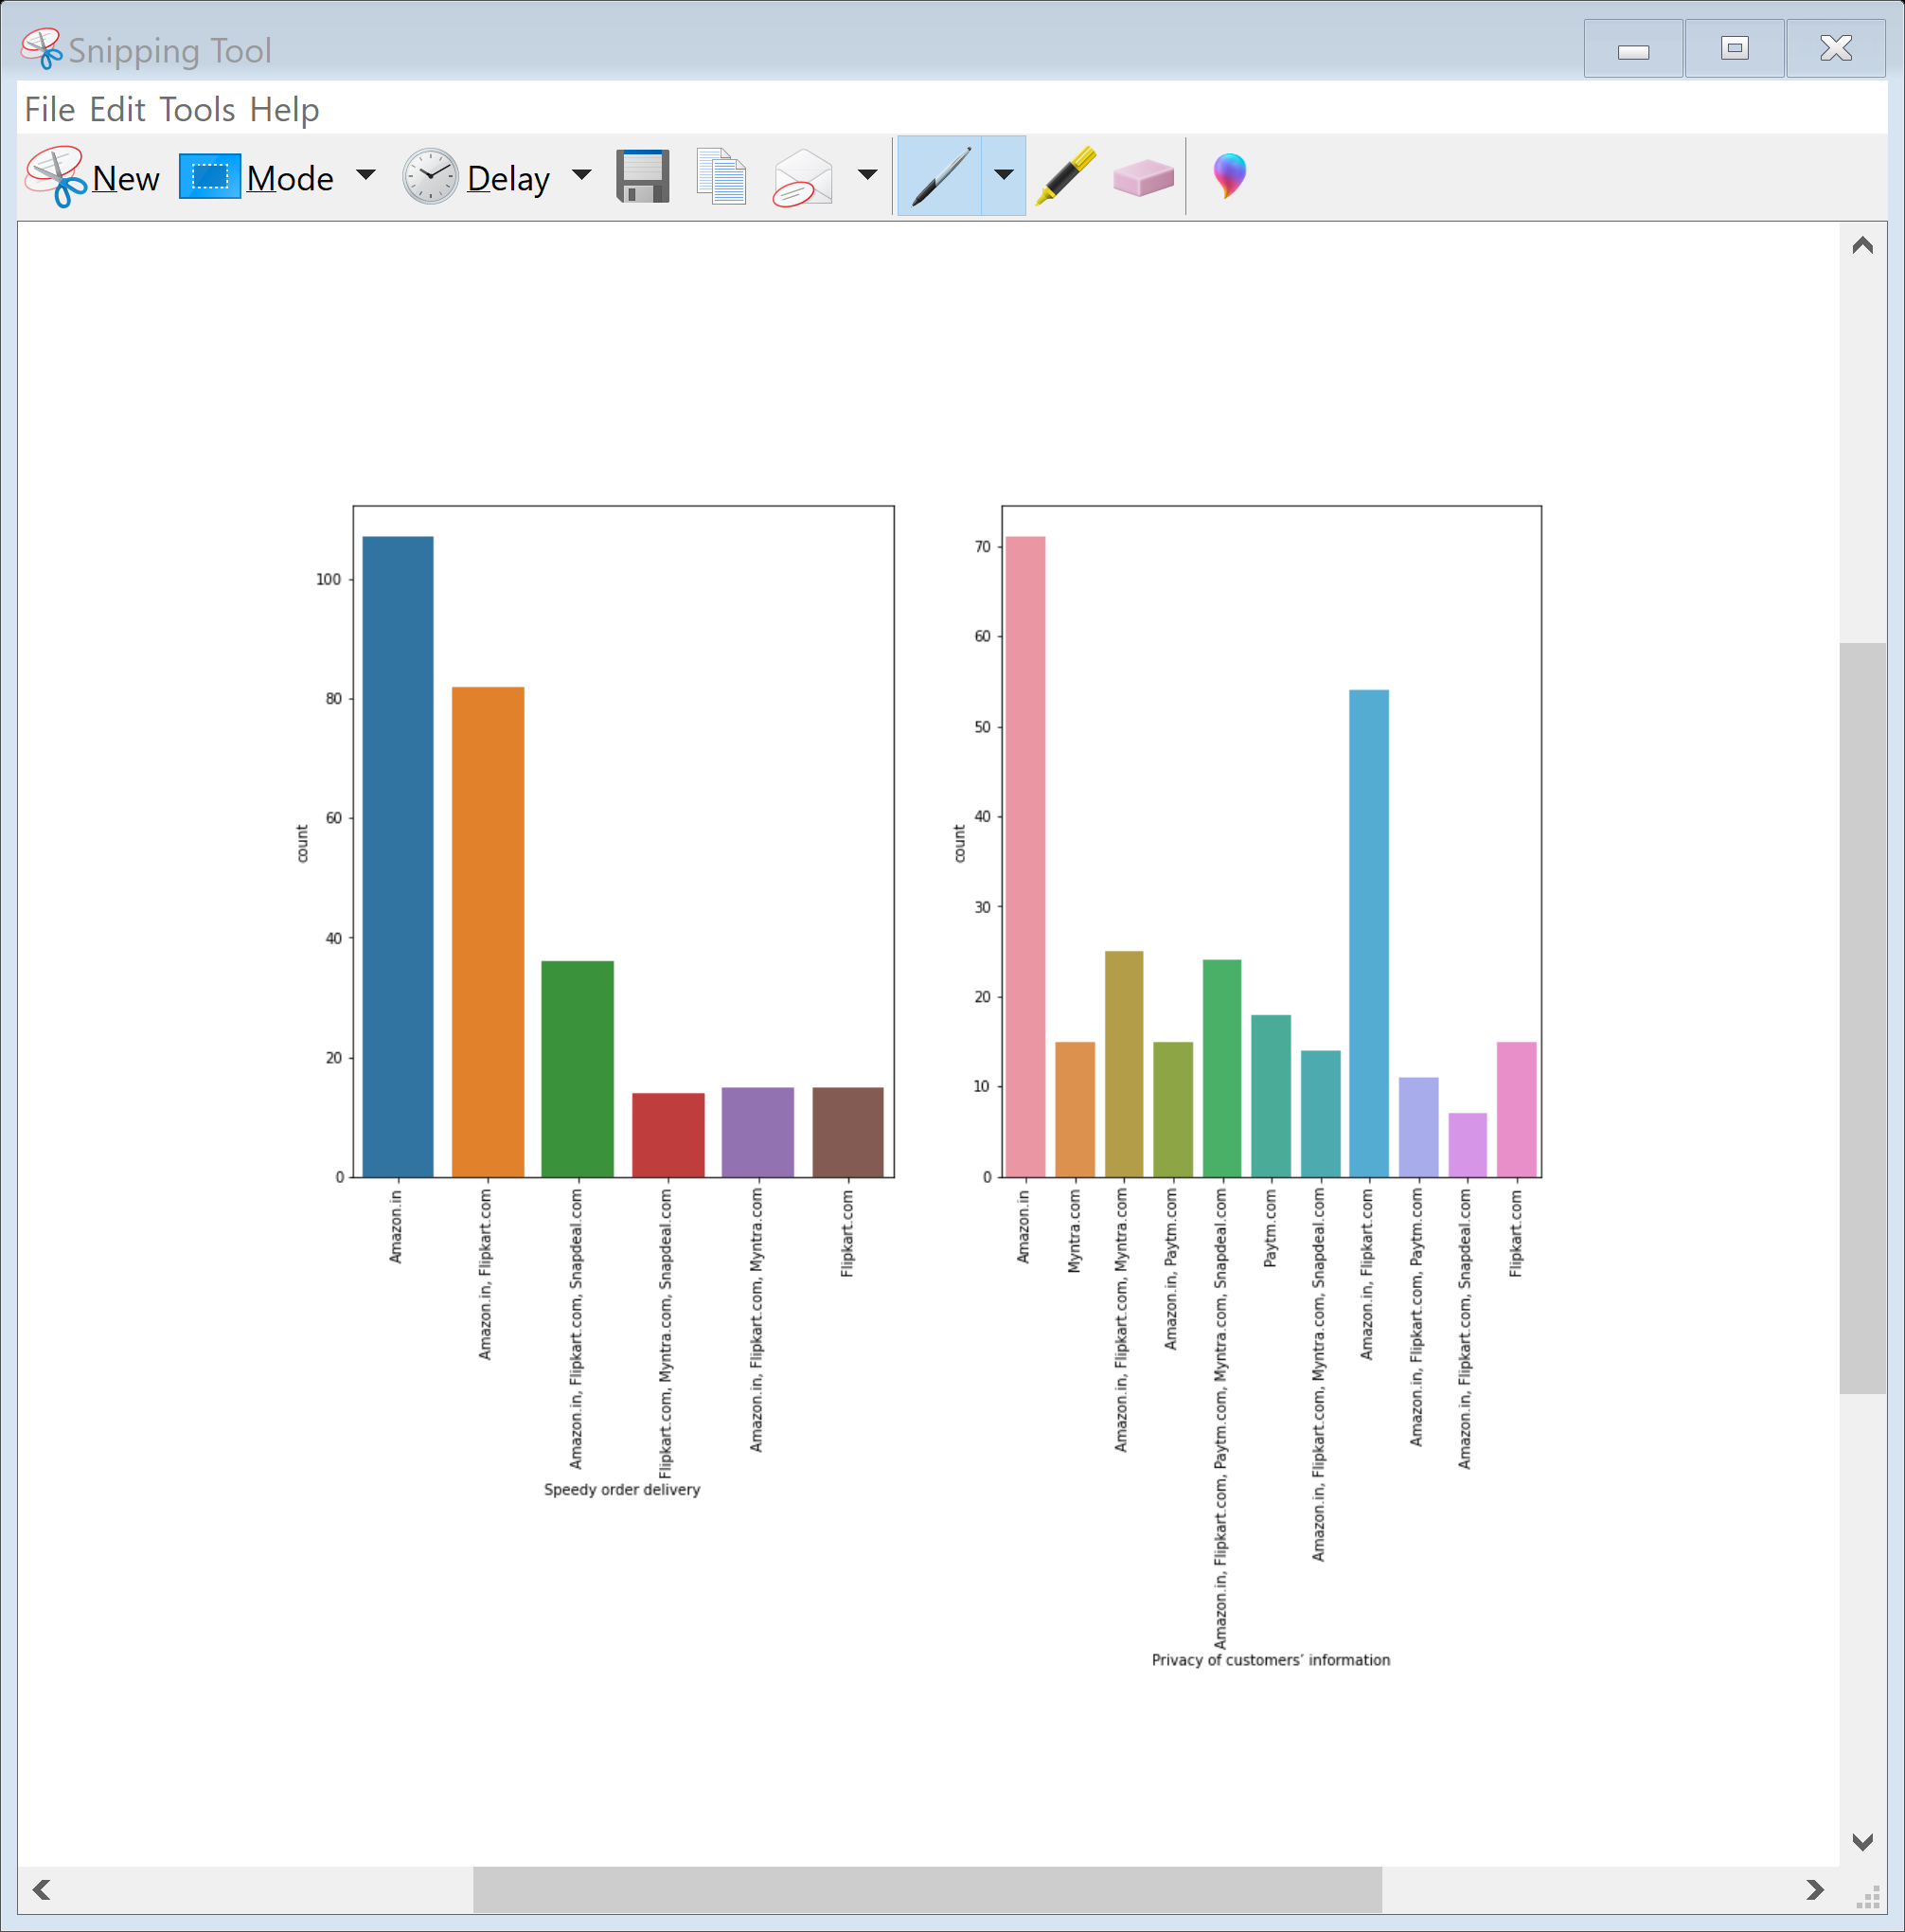 Snipping Tool
File Edit Tools Help
New Mode Delay
count
100
80
60
40
20
0
Amazon.in
Amazon.in, Flipkart.com
Amazon.in, Flipkart.com, Snapdeal.com
Flipkart.com, Myntra.com, Snapdeal.com
Amazon.in, Flipkart.com, Myntra.com
Flipkart.com
Speedy order delivery
count
70
60
50
40
30
20
10
0
Amazon.in
Myntra.com
Amazon.in, Flipkart.com, Myntra.com
Amazon.in, Paytm.com
Amazon.in, Flipkart.com, Paytm.com, Myntra.com, Snapdeal.com
Paytm.com
Amazon.in, Flipkart.com, Myntra.com, Snapdeal.com
Amazon.in, Flipkart.com
Amazon.in, Flipkart.com, Paytm.com
Amazon.in, Flipkart.com, Snapdeal.com
Flipkart.com
Privacy of customers’ information